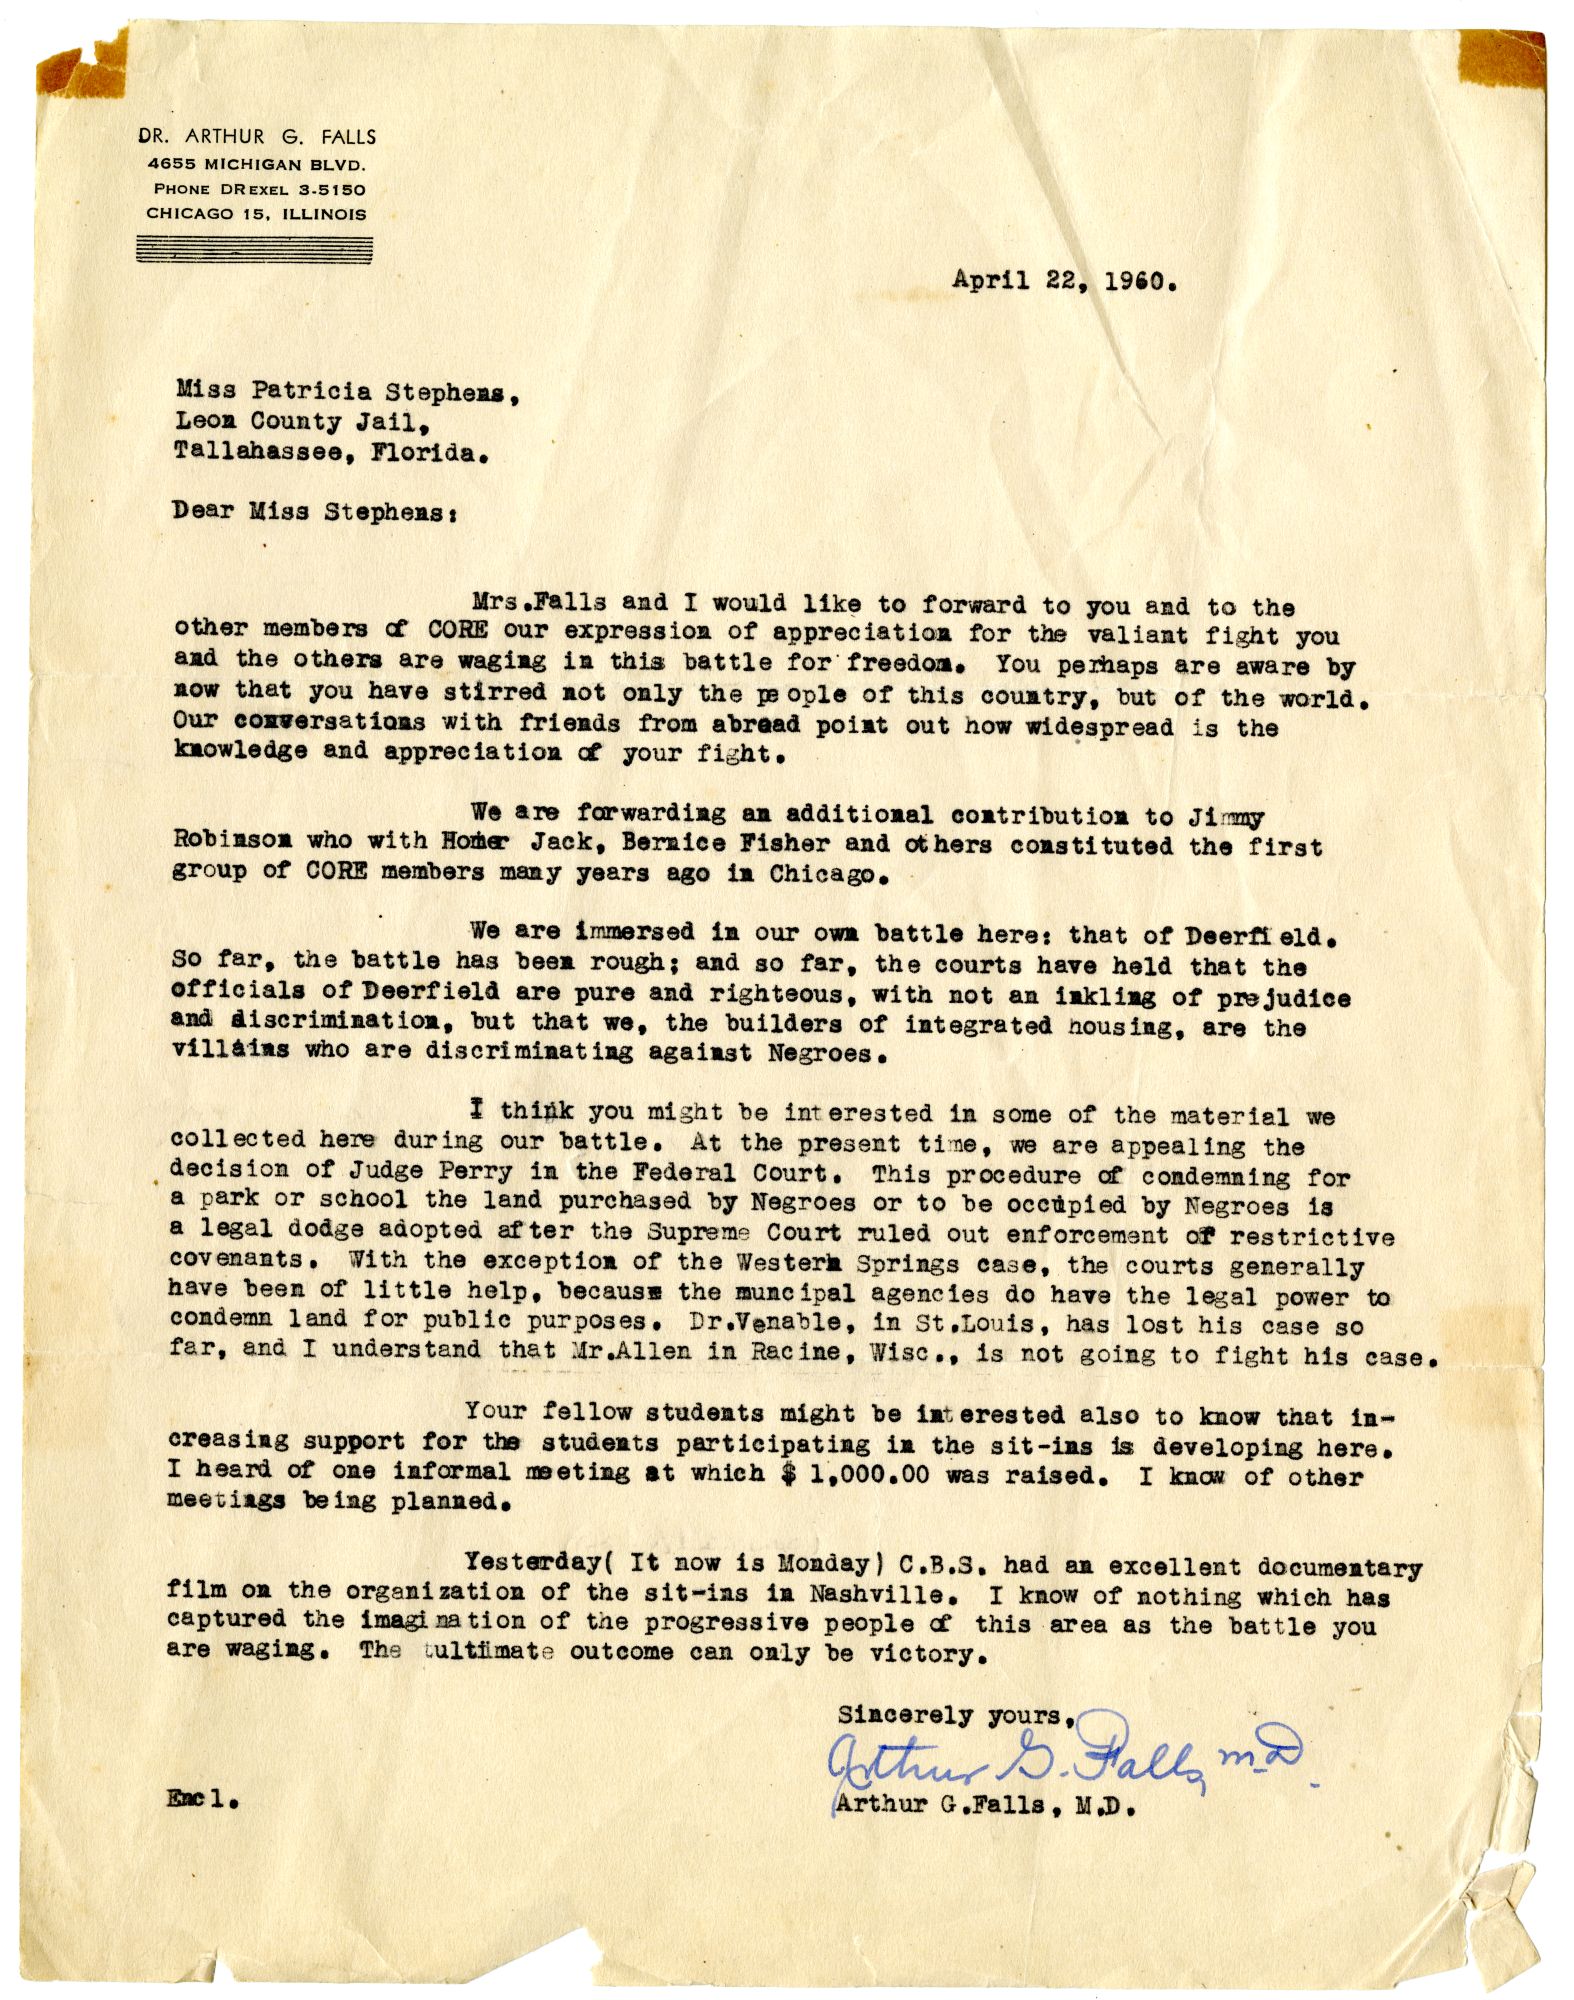 DR. ARTHUR G. FALLS
4655 MICHIGAN BLVD.
PHONE DREXEL 3-5150
CHICAGO 15, ILLINOIS
April 22, 1960.
Miss Patricia Stephens,
Leon County Jail,
Tallahassee, Florida.
Dear Miss Stephens:
Mrs.Falls and I would like to forward to you and to the
other members of CORE our expression of appreciation for the valiant fight you
and the others are waging in this battle for freedom. You perhaps are aware by
now that you have stirred not only the people of this country, but of the world.
Our conversations with friends from abroad point out how widespread is the
knowledge and appreciation of your fight.
We are forwarding an additional contribution to Jimmy
Robinson who with Homer Jack, Bernice Fisher and others constituted the first
group of CORE members many years ago in Chicago.
We are immersed in our own battle here: that of Deerfield.
So far, the battle has been rough; and so far, the courts have held that the
officials of Deerfield are pure and righteous, with not an inkling of prejudice
and discrimination, but that we, the builders of integrated housing, are the
villains who are discriminating against Negroes.
I think you might be interested in some of the material we
collected here during our battle. At the present time, we are appealing the
decision of Judge Perry in the Federal Court. This procedure of condemning for
a park or school the land purchased by Negroes or to be occupied by Negroes is
a legal dodge adopted after the Supreme Court ruled out enforcement of restrictive
covenants. With the exception of the Western Springs case, the courts generally
have been of little help, because the muncipal agencies do have the legal power to
condemn land for public purposes. Dr.Venable, in St.Louis, has lost his case so
far, and I understand that Mr.Allen in Racine, Wisc., is not going to fight his case.
Your fellow students might be interested also to know that in-
creasing support for the students participating in the sit-ins is developing here.
I heard of one informal meeting at which $ 1,000.00 was raised. I know of other
meetings being planned.
Yesterday( It now is Monday) C.B.S. had an excellent documentary
film on the organization of the sit-ins in Nashville. I know of nothing which has
captured the imagination of the progressive people of this area as the battle you
are waging. The ultimate outcome can only be victory.
Sincerely yours,
Arthur G. Falls, M.D.
Encl.
Arthur G.Falls, M.D.